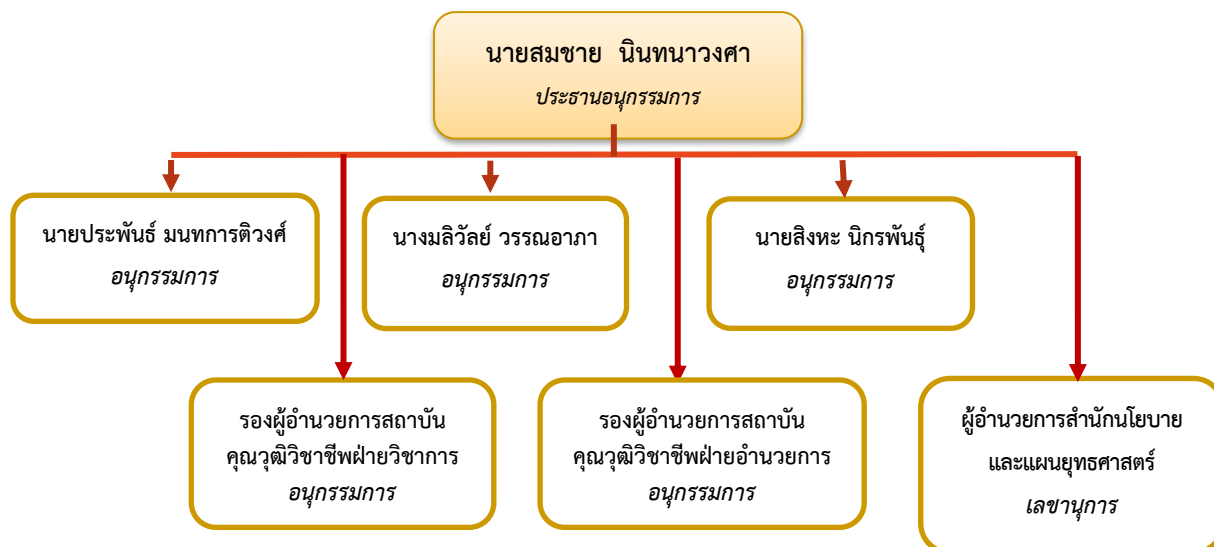 นายสมชาย นินทนาวงศา
ประธานอนุกรรมการ
นายประพันธ์ มนทการติวงศ์
อนุกรรมการ
นางมลิวัลย์ วรรณอาภา
อนุกรรมการ
นายสิงหะ นิกรพันธุ์
อนุกรรมการ
รองผู้อำนวยการสถาบัน
คุณวุฒิวิชาชีพฝ่ายวิชาการ
อนุกรรมการ
รองผู้อำนวยการสถาบัน
คุณวุฒิวิชาชีพฝ่ายอำนวยการ
อนุกรรมการ
ผู้อำนวยการสำนักนโยบาย
และแผนยุทธศาสตร์
เลขานุการ